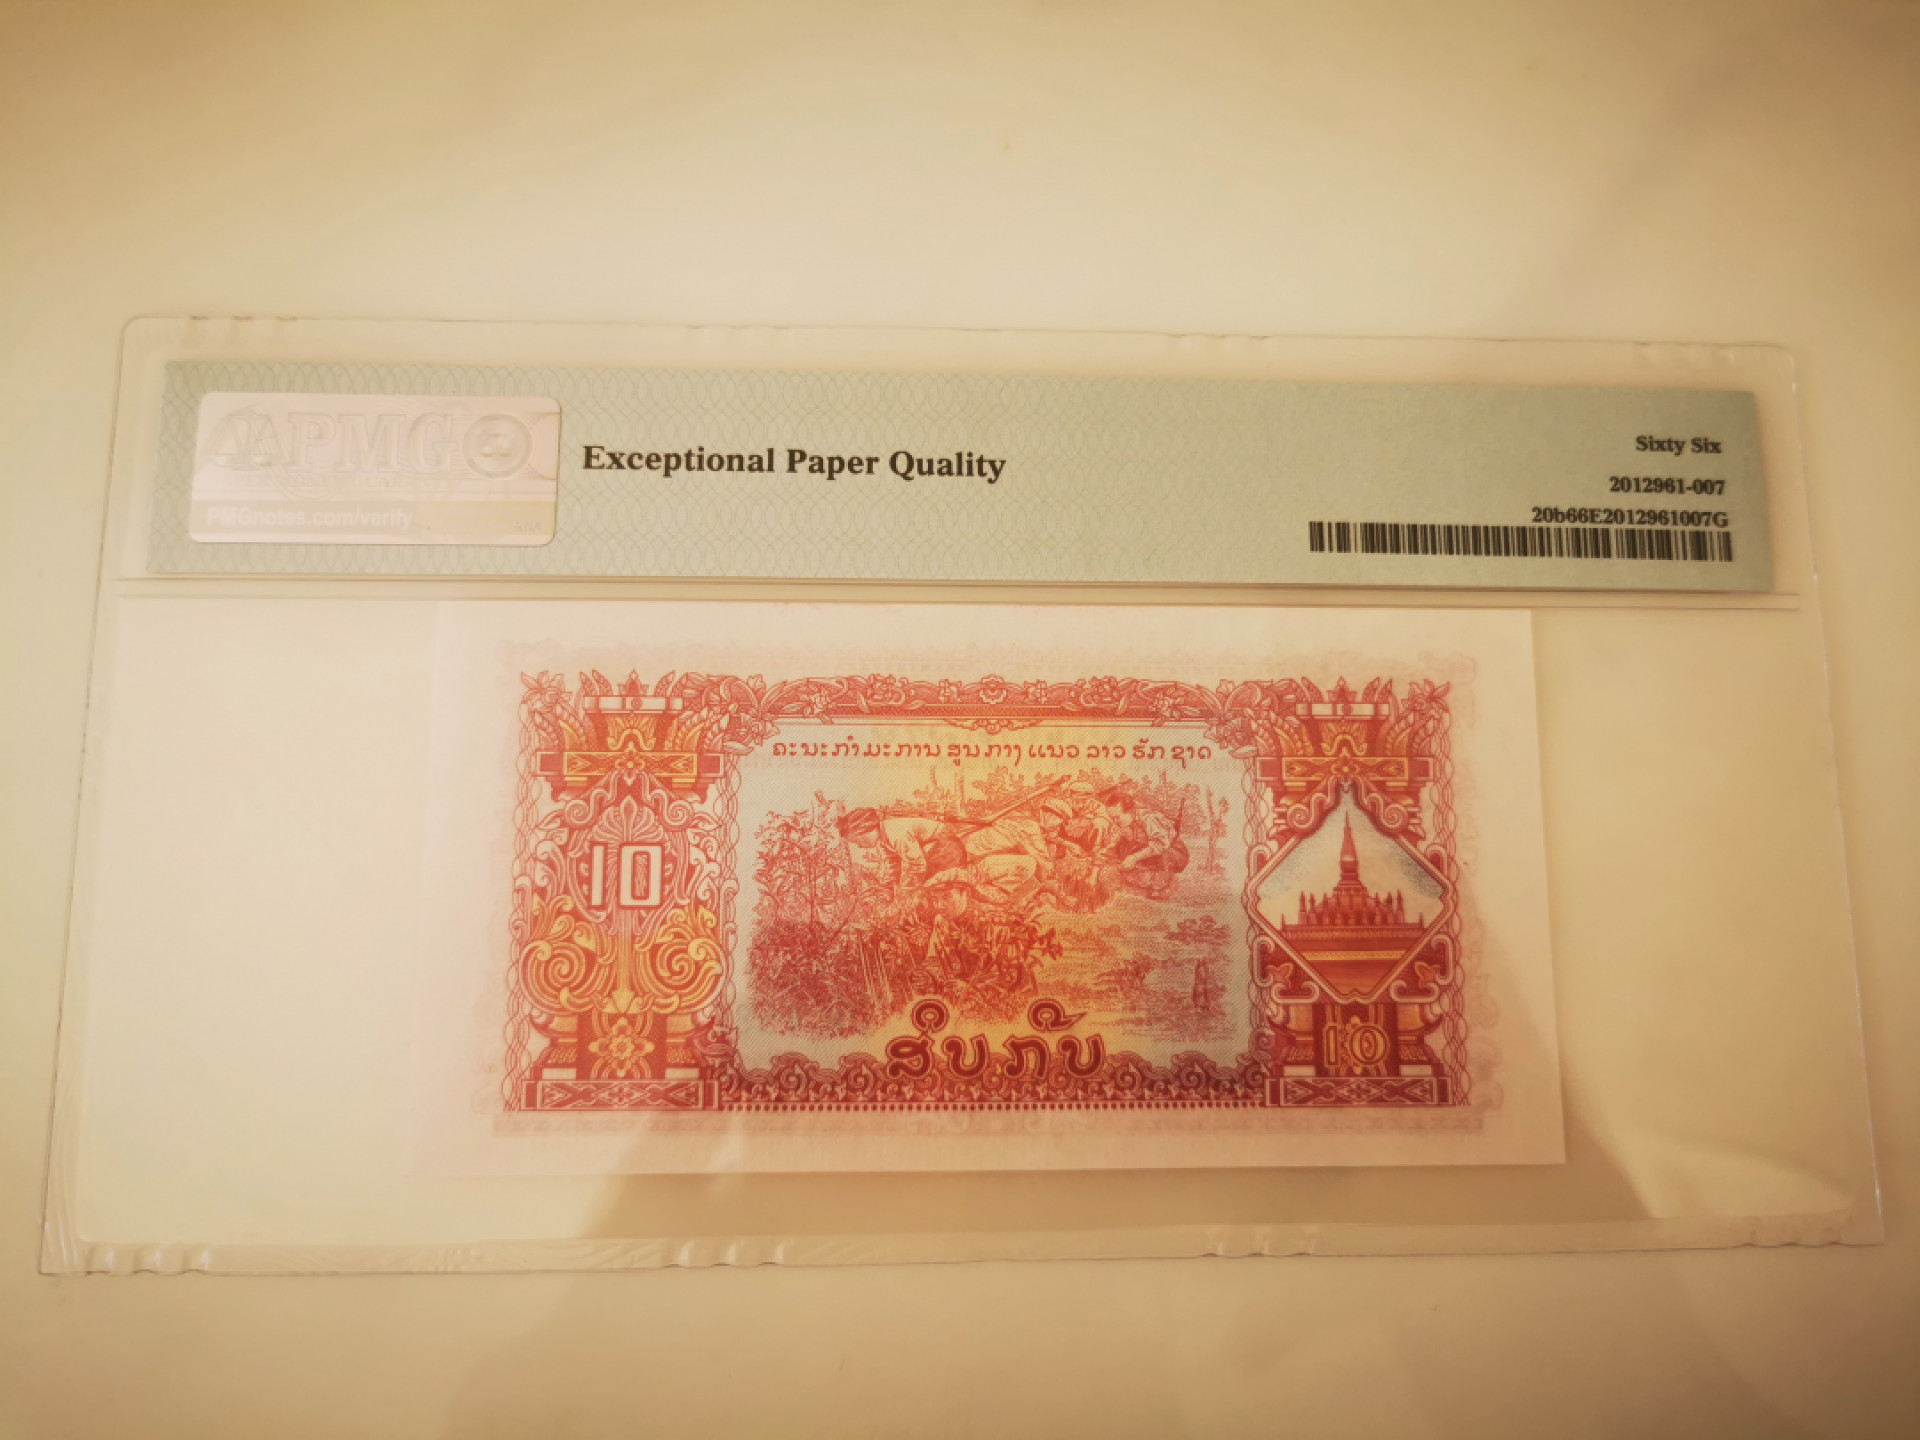 PMG
PMGnotes.com/verify
Exceptional Paper Quality
Sixty Six
2012961-007
20b66E2012961007G
ຄະນະກຳມະການ ສູນກາງ ແນວ ລາວ ຮັກ ຊາດ
10
ສິບກີບ
10